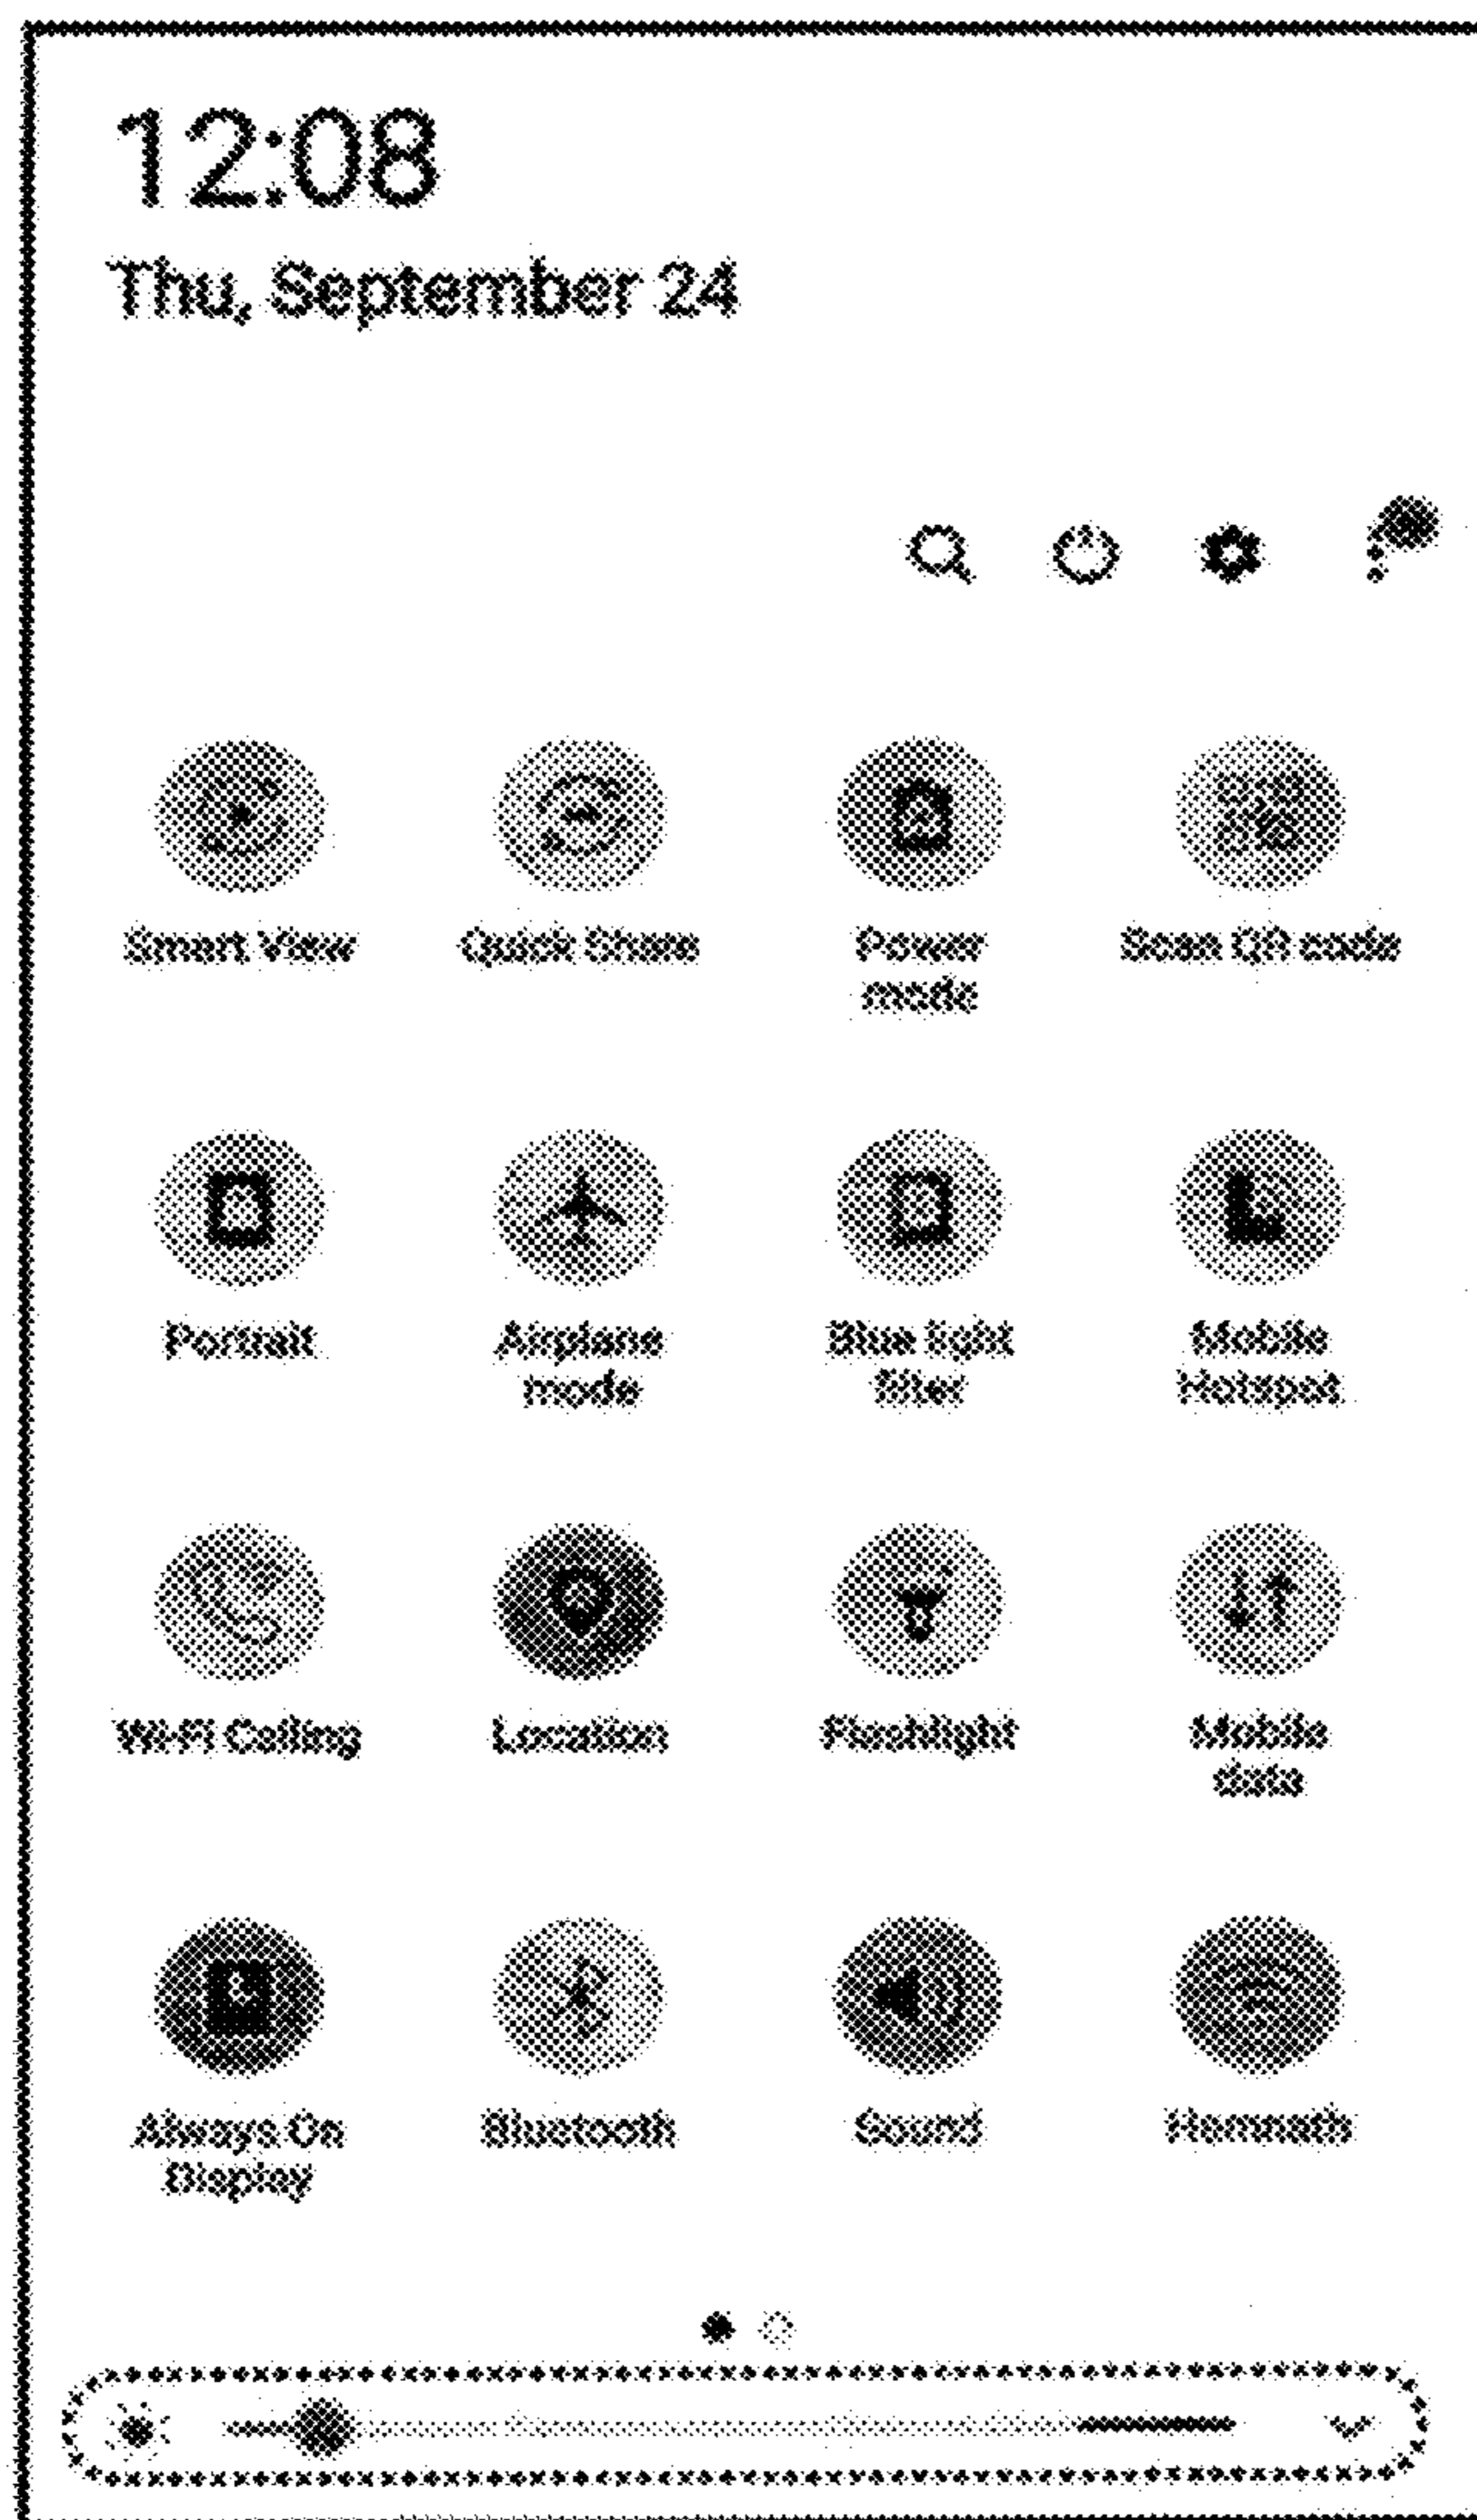 12:08
Thu, September 24
Smart View
Quick Share
Power
mode
Scan QR code
Portrait
Airplane
mode
Blue light
filter
Mobile
Hotspot
Wi-Fi Calling
Location
Flashlight
Mobile
data
Always On
Display
Bluetooth
Sound